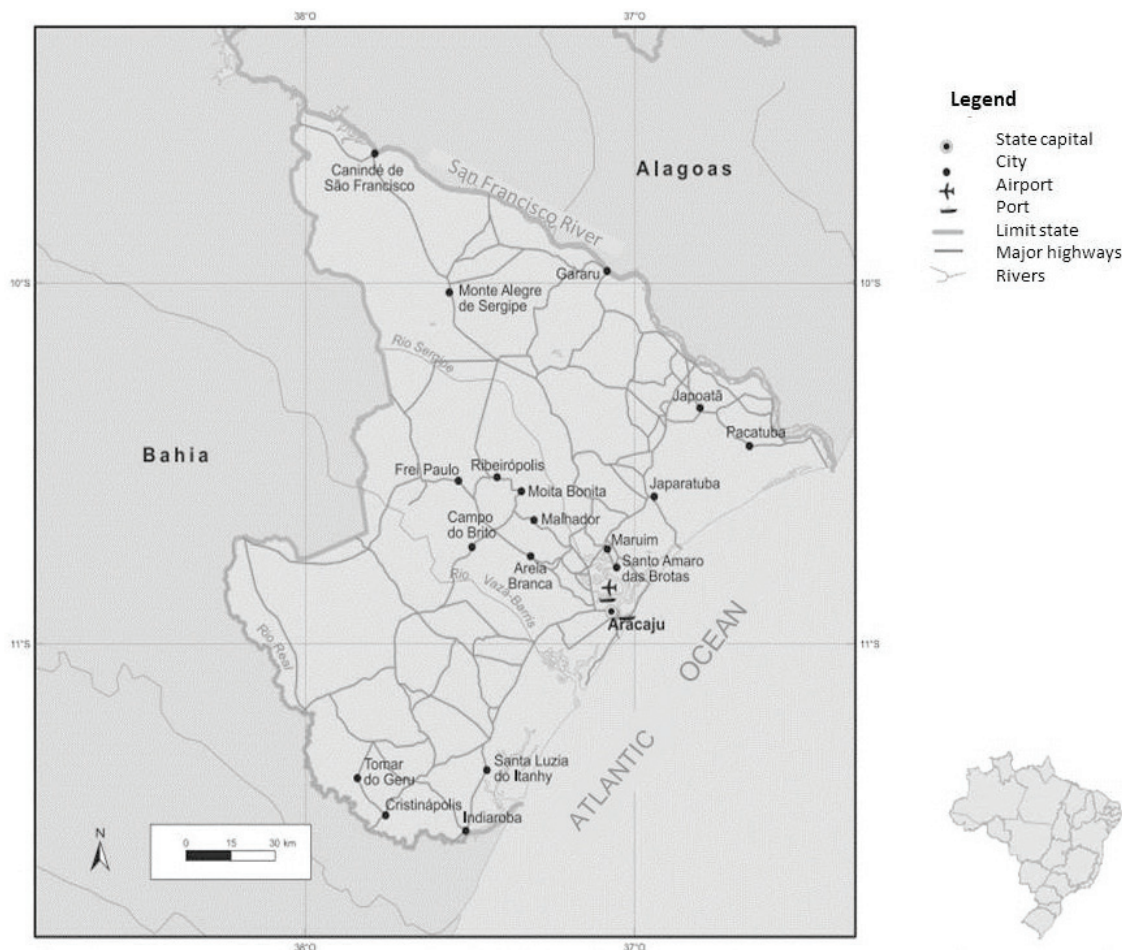 38°O
37°O
Legend
State capital
City
Airport
Port
Limit state
Major highways
Rivers
Canindé de
São Francisco
San Francisco River
Alagoas
Gararu
10°S
10°S
Monte Alegre
de Sergipe
Rio Sergipe
Japoatã
Pacatuba
Bahia
Frei Paulo
Ribeirópolis
Moita Bonita
Japaratuba
Campo
do Brito
Malhador
Maruim
Areia
Branca
Santo Amaro
das Brotas
Rio
Vaza-Barris
Aracaju
11°S
11°S
Rio Real
ATLANTIC OCEAN
Tomar
do Geru
Santa Luzia
do Itanhy
Cristinápolis
Indiaroba
N
0 15 30 km
38°O
37°O